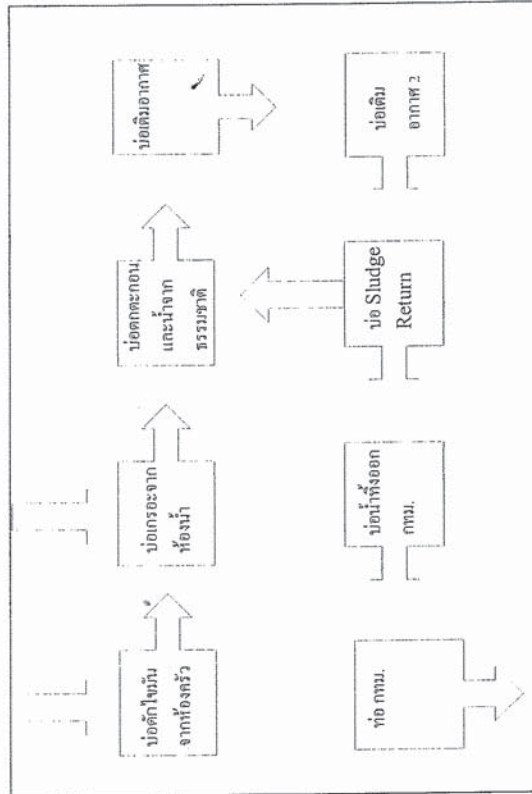 บ่อดักไขมัน
จากห้องครัว
บ่อเกรอะจาก
ห้องน้ำ
บ่อตกตะกอน
และน้ำจาก
ธรรมชาติ
บ่อเติมอากาศ
บ่อเติม
อากาศ 2
บ่อ Sludge
Return
บ่อน้ำทิ้งออก
กทม.
ท่อ กทม.